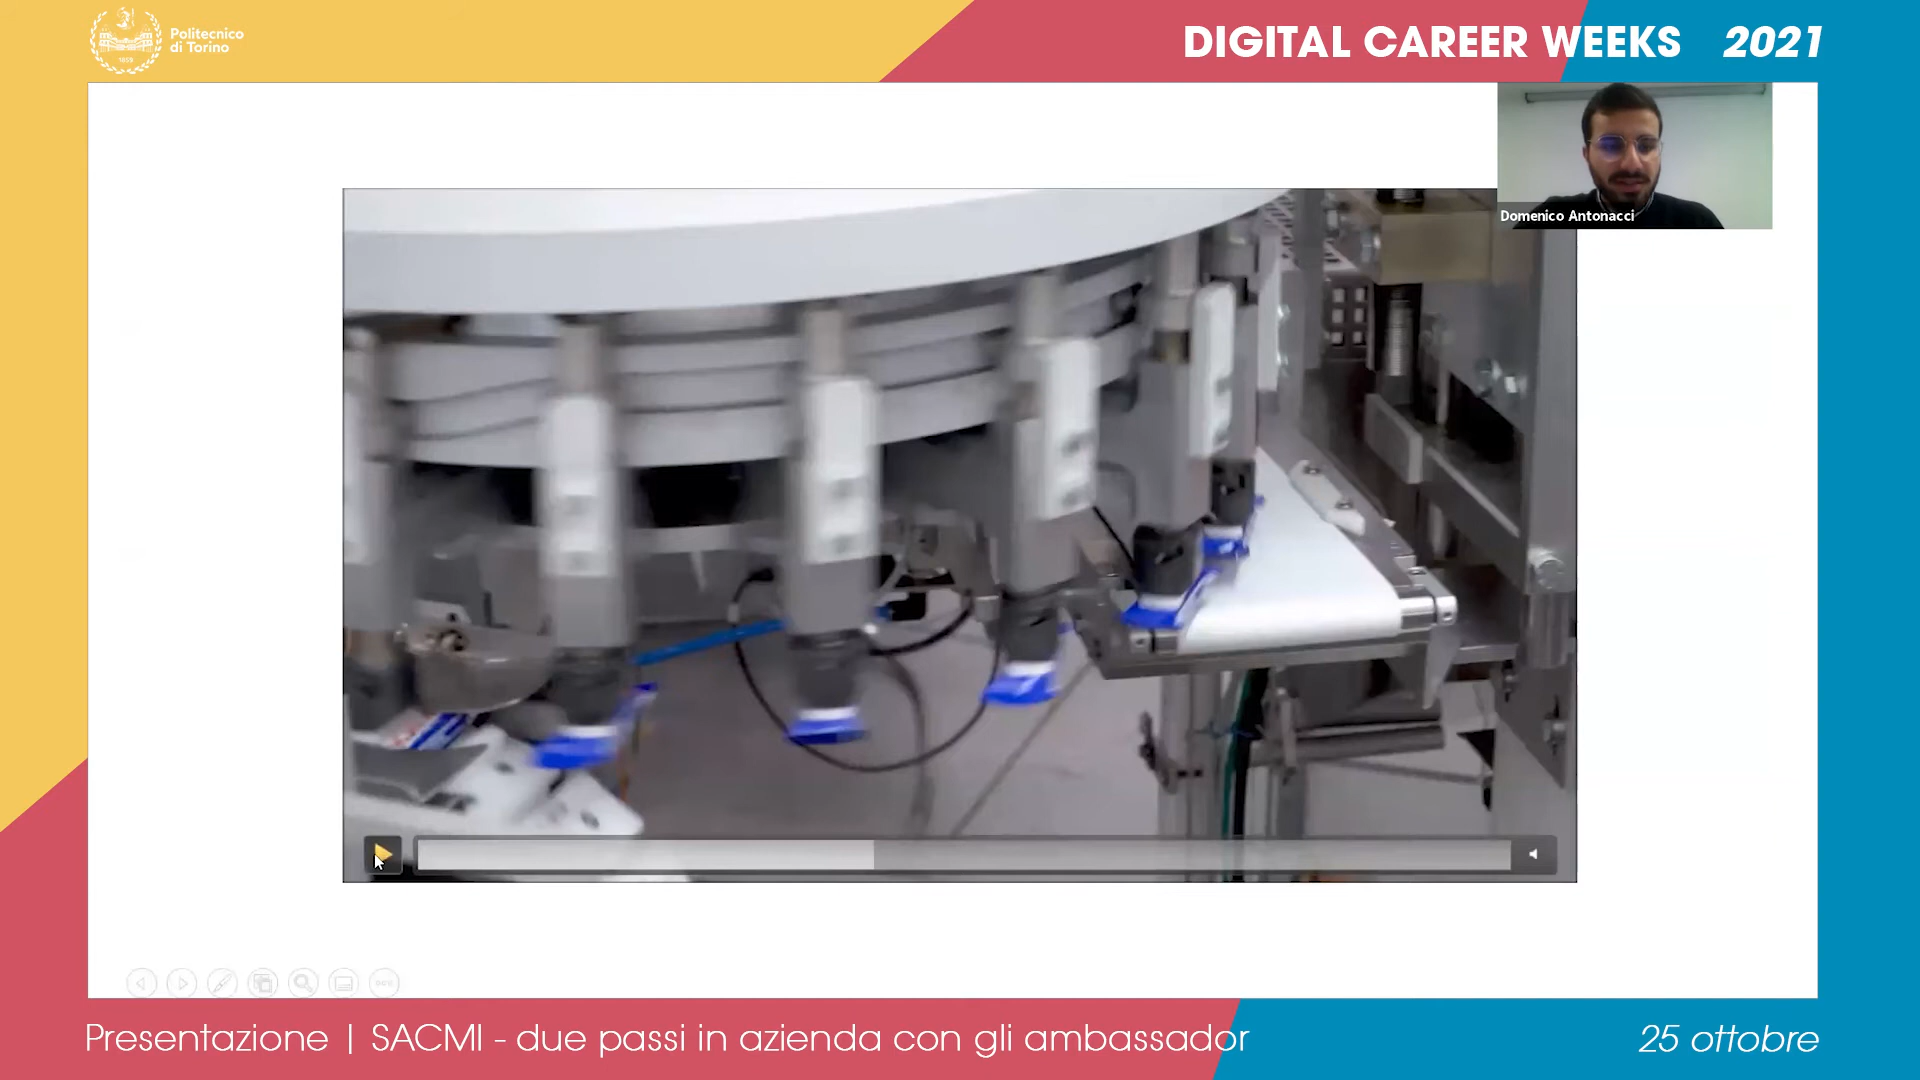 Politecnico
di Torino
1859
DIGITAL CAREER WEEKS 2021
Domenico Antonacci
Presentazione | SACMI - due passi in azienda con gli ambassador
25 ottobre